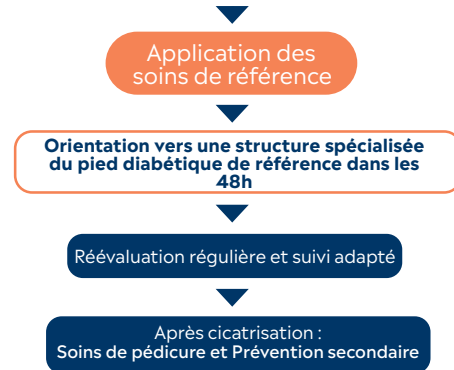 Application des
soins de référence
Orientation vers une structure spécialisée
du pied diabétique de référence dans les
48h
Réévaluation régulière et suivi adapté
Après cicatrisation :
Soins de pédicure et Prévention secondaire